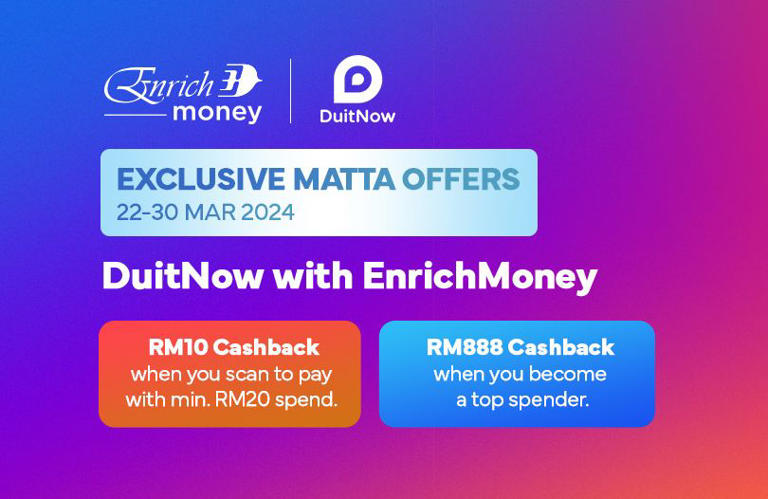 Enrich
money
DuitNow
EXCLUSIVE MATTA OFFERS
22-30 MAR 2024
DuitNow with EnrichMoney
RM10 Cashback
when you scan to pay
with min. RM20 spend.
RM888 Cashback
when you become
a top spender.